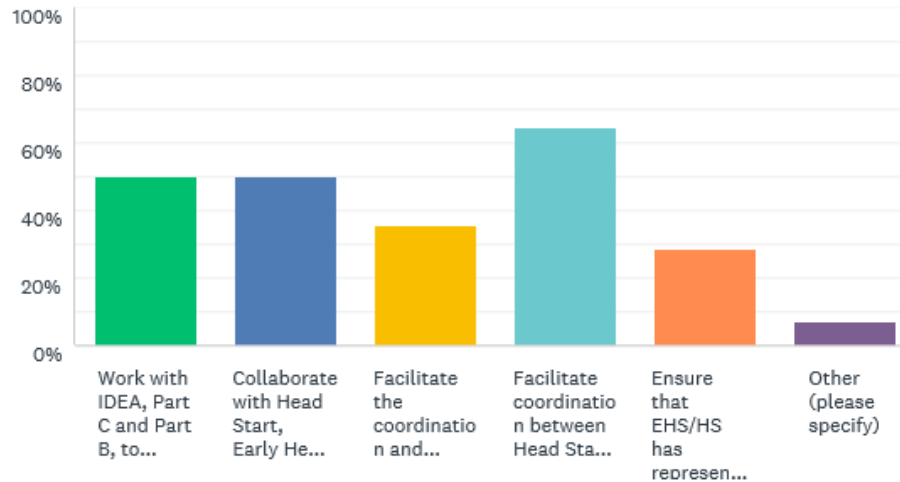 100%
80%
60%
40%
20%
0%
Work with
IDEA, Part
C and Part
B, to...
Collaborate
with Head
Start,
Early He...
Facilitate
the
coordinatio
n and...
Facilitate
coordinatio
n between
Head Sta...
Ensure
that
EHS/HS
has
represen...
Other
(please
specify)